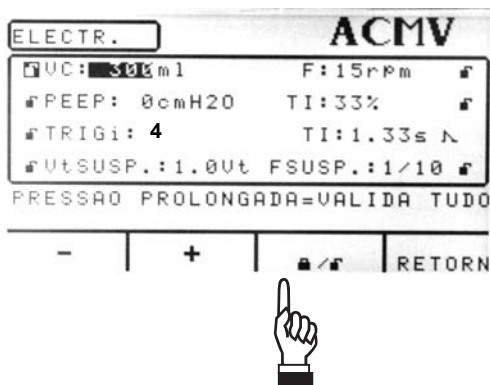 ELECTR. ACMV
VC: 300ml F:15rPm
PEEP: 0cmH2O TI:33%
TRIGi: 4 TI:1.33s
VtSUSP.:1.0Vt FSUSP.:1/10
PRESSAO PROLONGADA=VALIDA TUDO
- + / RETORN